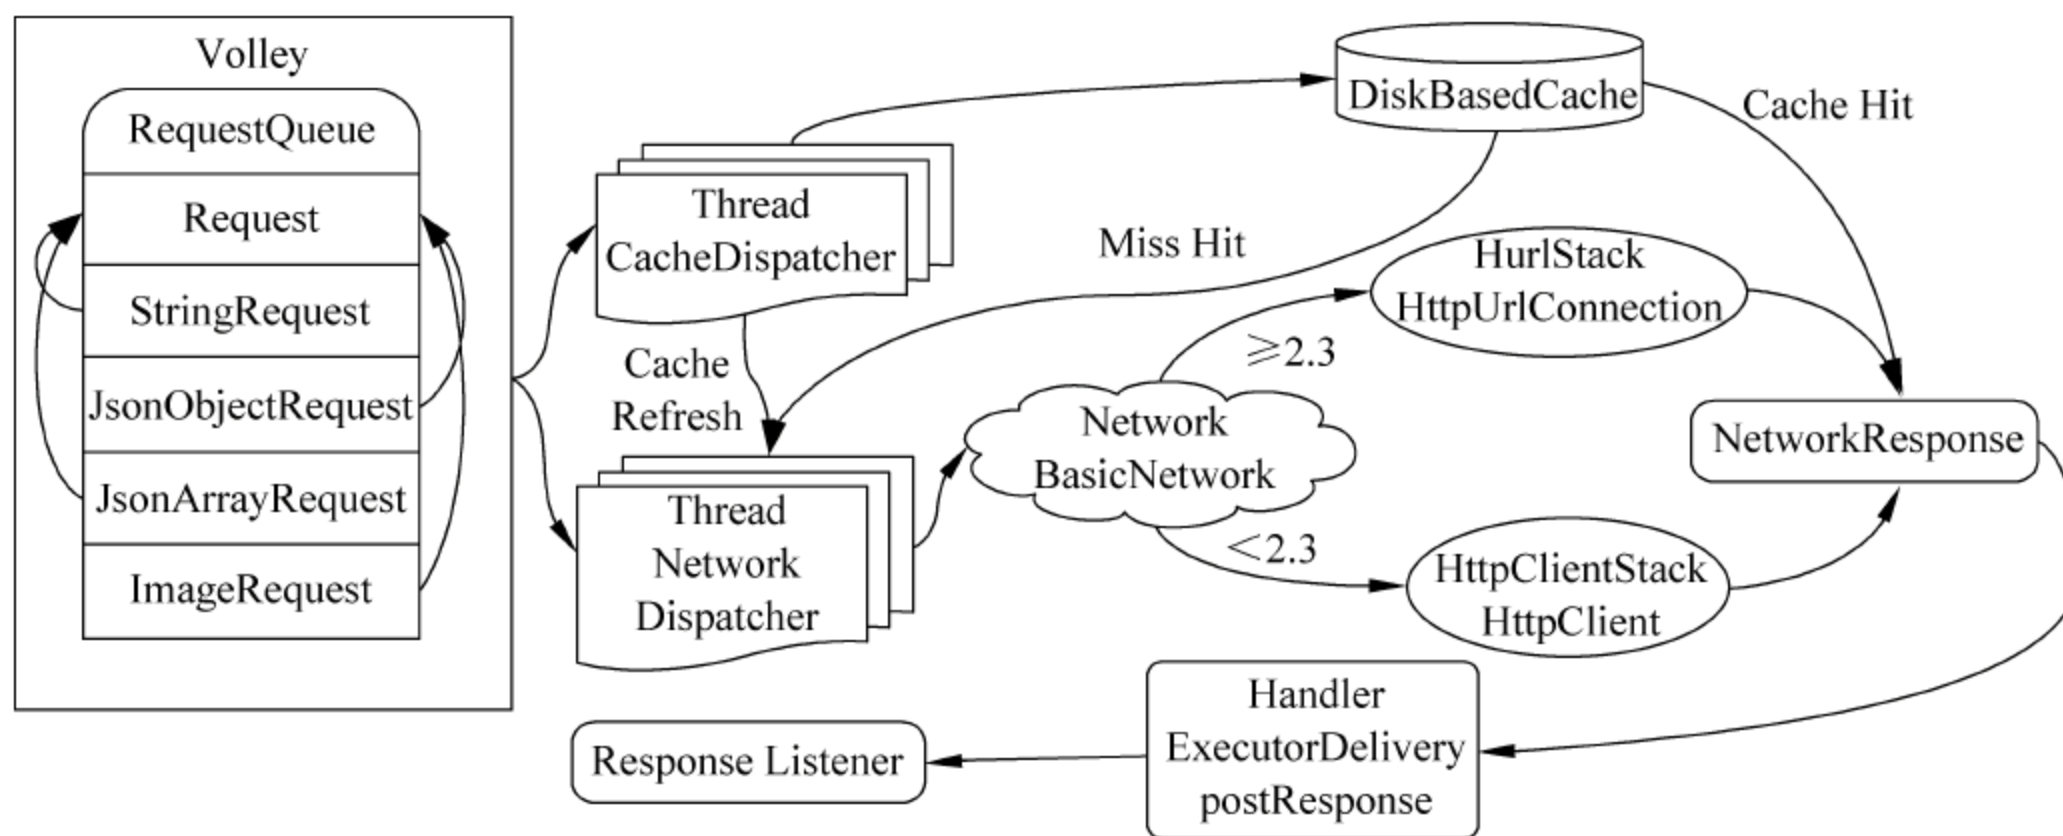 Volley
RequestQueue
Request
StringRequest
JsonObjectRequest
JsonArrayRequest
ImageRequest
Thread
CacheDispatcher
Cache
Refresh
Thread
Network
Dispatcher
DiskBasedCache
Cache Hit
Miss Hit
HurlStack
HttpUrlConnection
≥2.3
Network
BasicNetwork
<2.3
HttpClientStack
HttpClient
NetworkResponse
Handler
ExecutorDelivery
postResponse
Response Listener